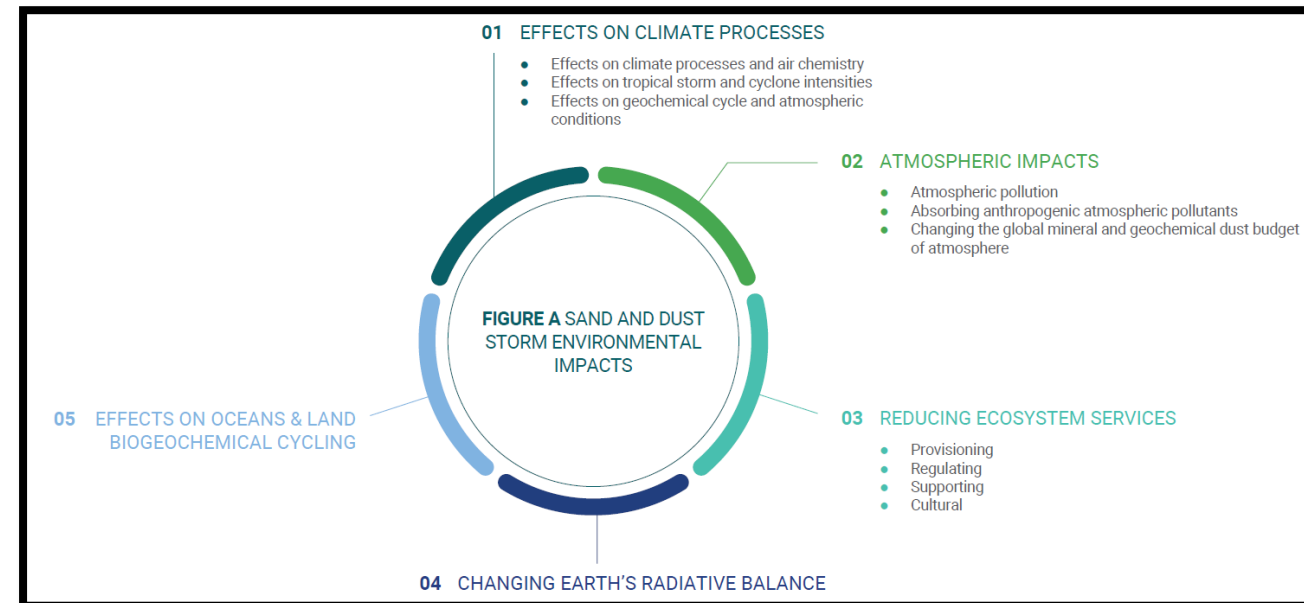 01 EFFECTS ON CLIMATE PROCESSES
● Effects on climate processes and air chemistry
● Effects on tropical storm and cyclone intensities
● Effects on geochemical cycle and atmospheric
conditions
02 ATMOSPHERIC IMPACTS
● Atmospheric pollution
● Absorbing anthropogenic atmospheric pollutants
● Changing the global mineral and geochemical dust budget
of atmosphere
FIGURE A SAND AND DUST
STORM ENVIRONMENTAL
IMPACTS
03 REDUCING ECOSYSTEM SERVICES
● Provisioning
● Regulating
● Supporting
● Cultural
04 CHANGING EARTH'S RADIATIVE BALANCE
05 EFFECTS ON OCEANS & LAND
BIOGEOCHEMICAL CYCLING